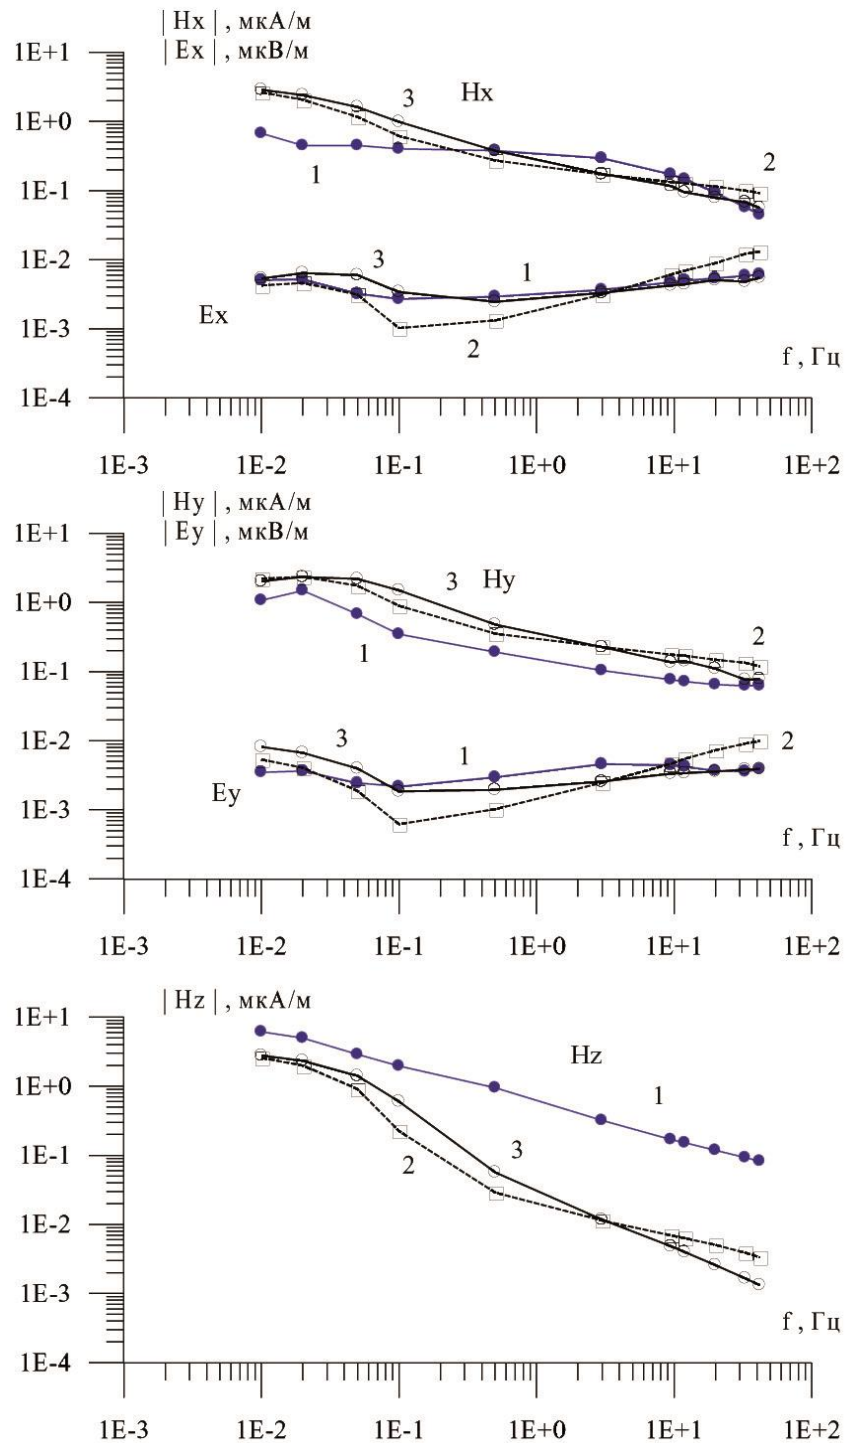 | Hx | , мкА/м
| Ex | , мкВ/м
1E+1
3
Hx
1E+0
1
2
1E-1
1E-2
3
1
Ex
1E-3
2
f , Гц
1E-4
1E-3 1E-2 1E-1 1E+0 1E+1 1E+2
| Hy | , мкА/м
| Ey | , мкВ/м
1E+1
3
Hy
1E+0
1
2
1E-1
1E-2
3
1
2
Ey
1E-3
f , Гц
1E-4
1E-3 1E-2 1E-1 1E+0 1E+1 1E+2
| Hz | , мкА/м
1E+1
Hz
1E+0
1
1E-1
3
2
1E-2
1E-3
f , Гц
1E-4
1E-3 1E-2 1E-1 1E+0 1E+1 1E+2